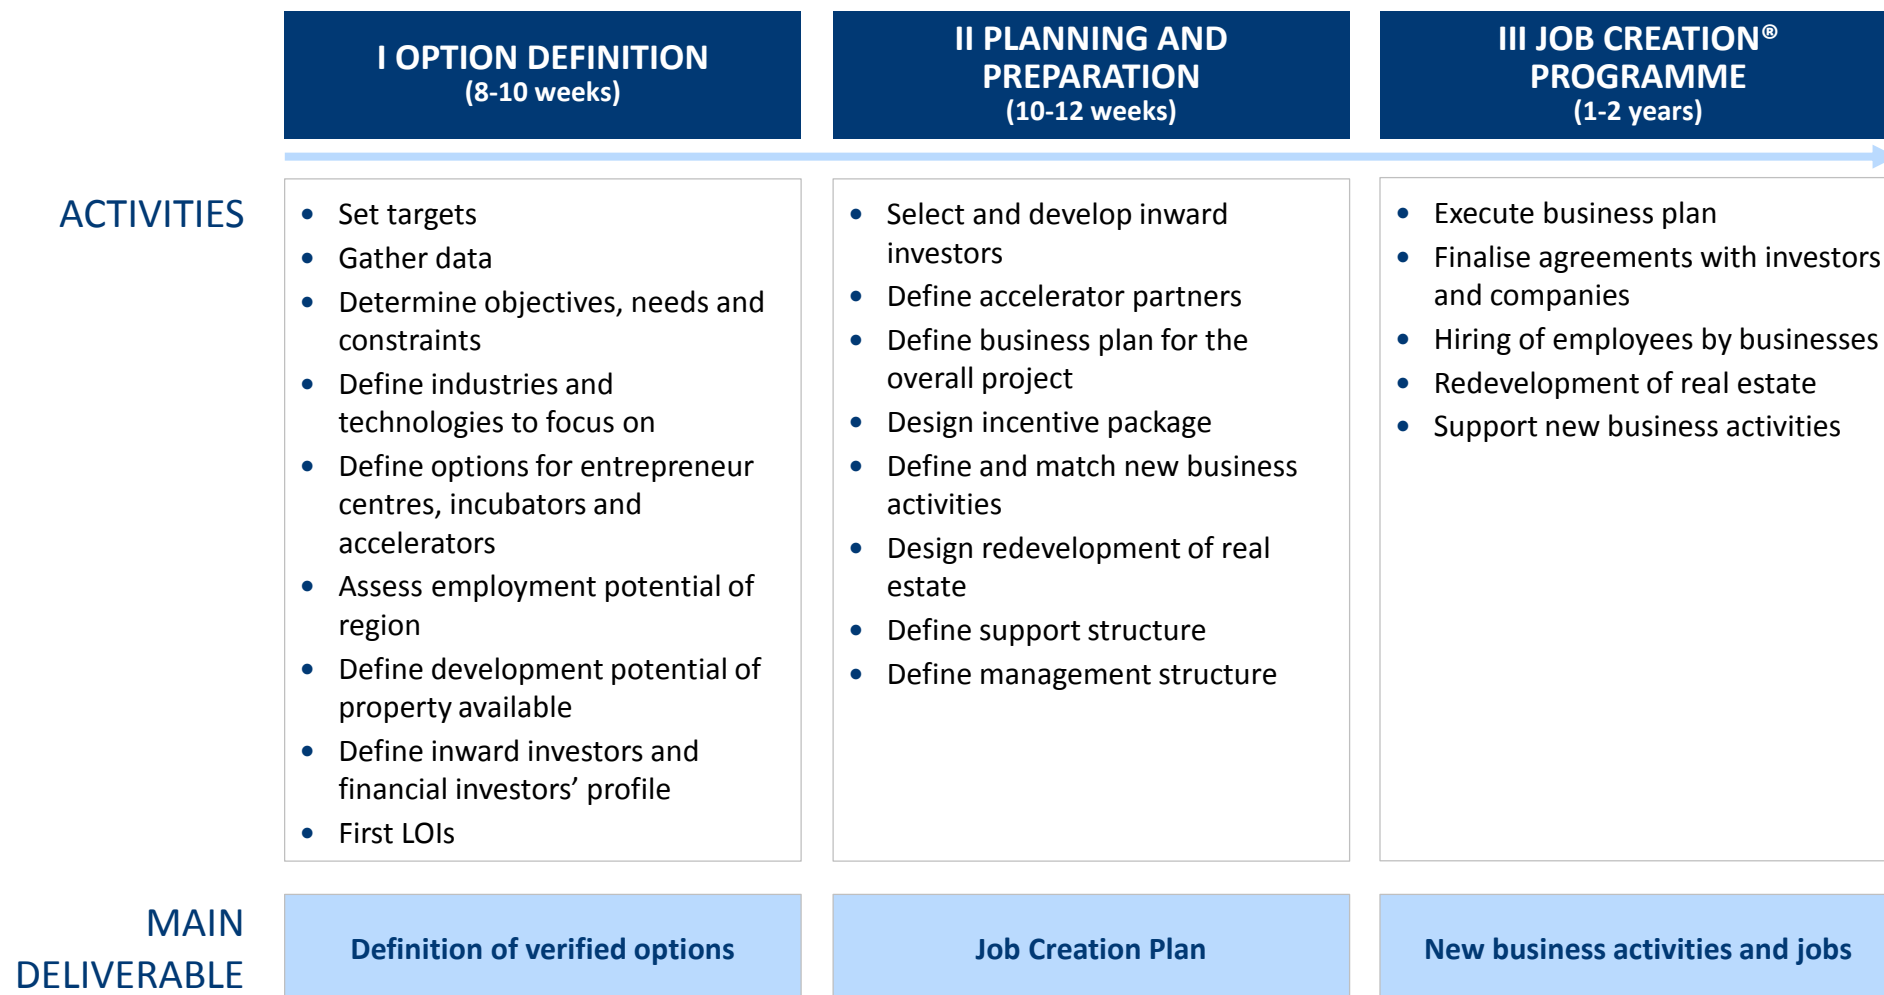 I OPTION DEFINITION
(8-10 weeks)
II PLANNING AND
PREPARATION
(10-12 weeks)
III JOB CREATION®
PROGRAMME
(1-2 years)
ACTIVITIES
• Set targets
• Gather data
• Determine objectives, needs and
constraints
• Define industries and
technologies to focus on
• Define options for entrepreneur
centres, incubators and
accelerators
• Assess employment potential of
region
• Define development potential of
property available
• Define inward investors and
financial investors’ profile
• First LOIs
• Select and develop inward
investors
• Define accelerator partners
• Define business plan for the
overall project
• Design incentive package
• Define and match new business
activities
• Design redevelopment of real
estate
• Define support structure
• Define management structure
• Execute business plan
• Finalise agreements with investors
and companies
• Hiring of employees by businesses
• Redevelopment of real estate
• Support new business activities
MAIN
DELIVERABLE
Definition of verified options
Job Creation Plan
New business activities and jobs